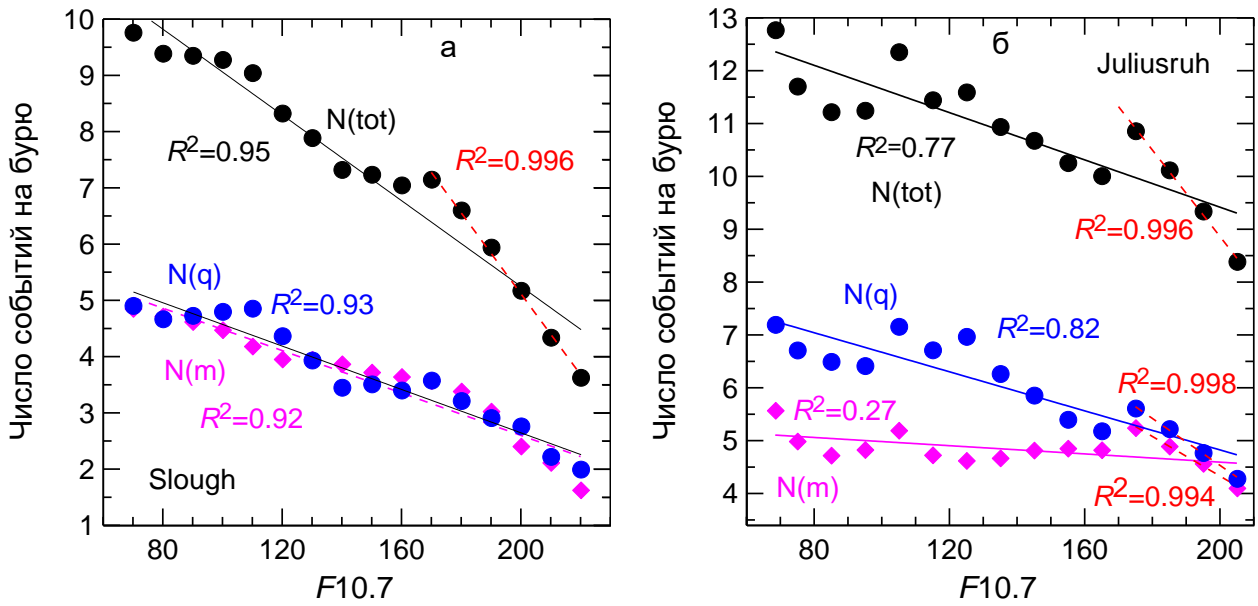 10
9
8
7
6
5
4
3
2
1
Число событий на бурю
а
N(tot)
R²=0.95
R²=0.996
N(q)
R²=0.93
N(m)
R²=0.92
Slough
80
120
160
200
F10.7
13
12
11
10
9
8
7
6
5
4
Число событий на бурю
б
Juliusruh
R²=0.77
N(tot)
R²=0.996
N(q)
R²=0.82
R²=0.998
R²=0.27
N(m)
R²=0.994
80
120
160
200
F10.7